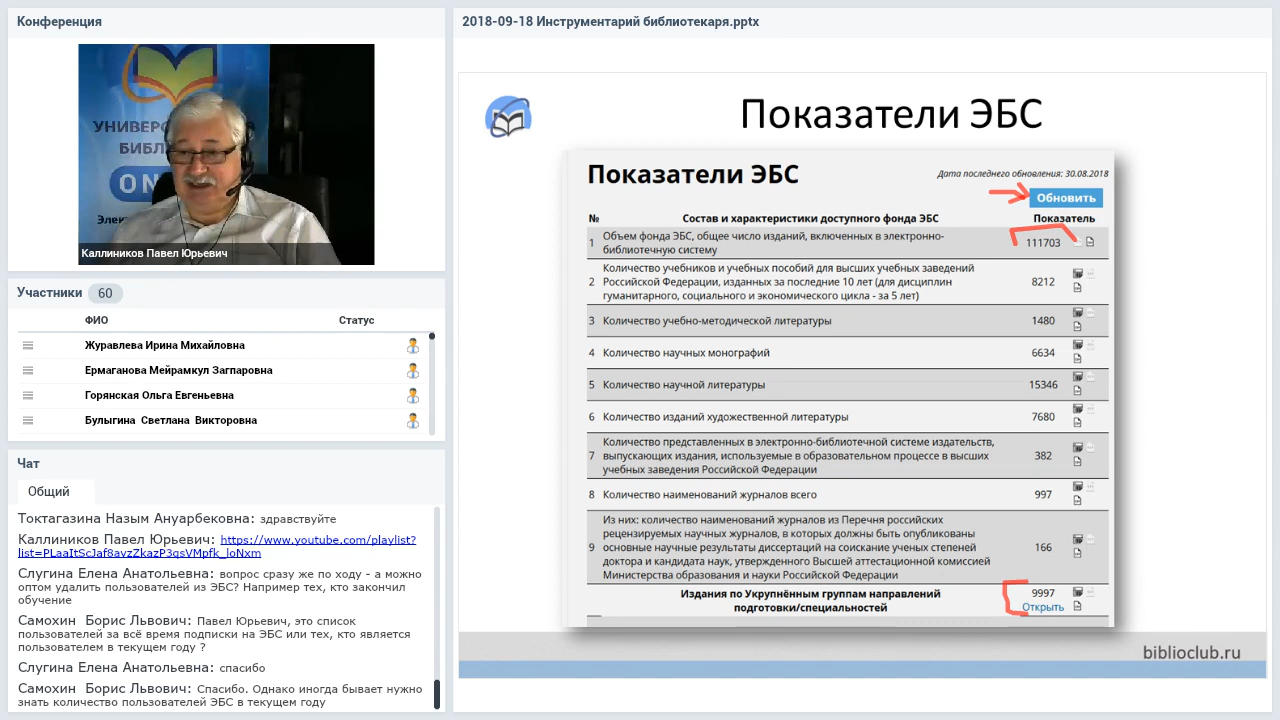 Конференция
УНИВЕРС
БИБЛИ
ON
Элект
Каллиников Павел Юрьевич
Участники 60
ФИО Статус
Журавлева Ирина Михайловна
Ермаганова Мейрамкул Загпаровна
Горянская Ольга Евгеньевна
Булыгина Светлана Викторовна
Чат
Общий
Токтагазина Назым Ануарбековна: здравствуйте
Каллиников Павел Юрьевич: https://www.youtube.com/playlist?
list=PLaaItScJaf8avzZkazP3qsVMpfk_loNxm
Слугина Елена Анатольевна: вопрос сразу же по ходу - а можно
оптом удалить пользователей из ЭБС? Например тех, кто закончил
обучение
Самохин Борис Львович: Павел Юрьевич, это список
пользователей за всё время подписки на ЭБС или тех, кто является
пользователем в текущем году ?
Слугина Елена Анатольевна: спасибо
Самохин Борис Львович: Спасибо. Однако иногда бывает нужно
знать количество пользователей ЭБС в текущем году
2018-09-18 Инструментарий библиотекаря.pptx
Показатели ЭБС
Показатели ЭБС
Дата последнего обновления: 30.08.2018
Обновить
№ Состав и характеристики доступного фонда ЭБС Показатель
1 Объем фонда ЭБС, общее число изданий, включенных в электронно-
библиотечную систему 111703
Количество учебников и учебных пособий для высших учебных заведений
2 Российской Федерации, изданных за последние 10 лет (для дисциплин 8212
гуманитарного, социального и экономического цикла - за 5 лет)
3 Количество учебно-методической литературы 1480
4 Количество научных монографий 6634
5 Количество научной литературы 15346
6 Количество изданий художественной литературы 7680
Количество представленных в электронно-библиотечной системе издательств,
7 выпускающих издания, используемые в образовательном процессе в высших 382
учебных заведения Российской Федерации
8 Количество наименований журналов всего 997
Из них: количество наименований журналов из Перечня российских
рецензируемых научных журналов, в которых должны быть опубликованы
9 основные научные результаты диссертаций на соискание ученых степеней 166
доктора и кандидата наук, утвержденного Высшей аттестационной комиссией
Министерства образования и науки Российской Федерации
Издания по Укрупнённым группам направлений 9997
подготовки/специальностей Открыть
biblioclub.ru